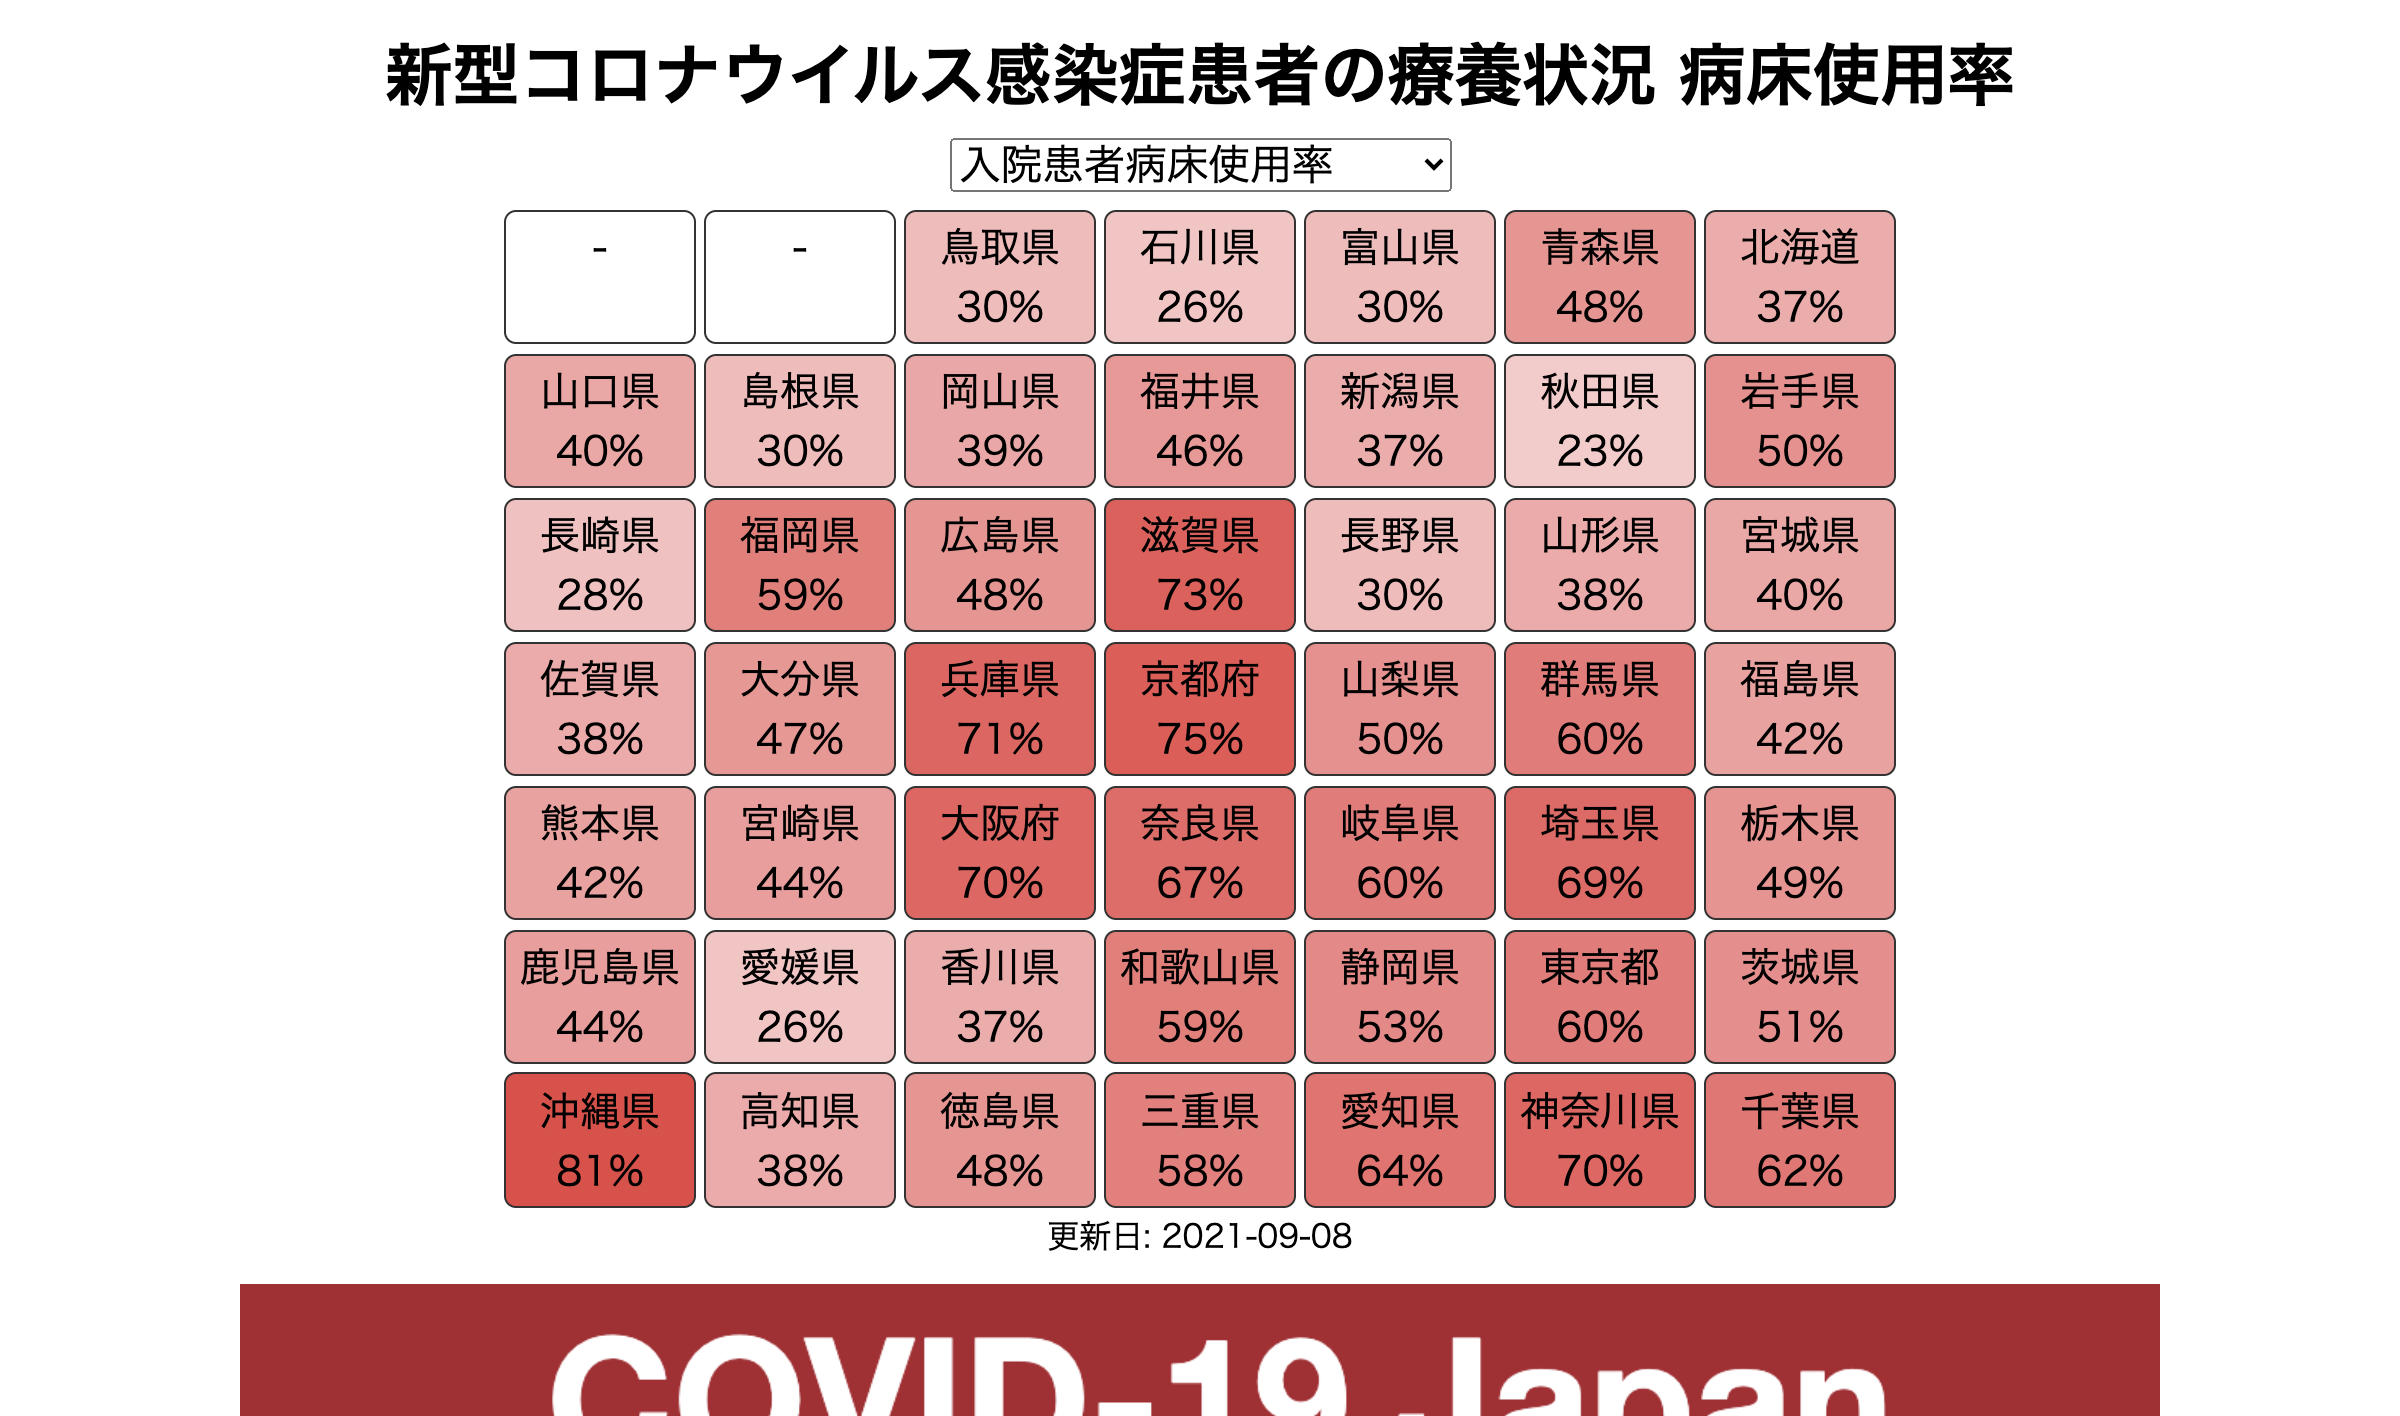 新型コロナウイルス感染症患者の療養状況 病床使用率
入院患者病床使用率
- - 鳥取県 石川県 富山県 青森県 北海道
30% 26% 30% 48% 37%
山口県 島根県 岡山県 福井県 新潟県 秋田県 岩手県
40% 30% 39% 46% 37% 23% 50%
長崎県 福岡県 広島県 滋賀県 長野県 山形県 宮城県
28% 59% 48% 73% 30% 38% 40%
佐賀県 大分県 兵庫県 京都府 山梨県 群馬県 福島県
38% 47% 71% 75% 50% 60% 42%
熊本県 宮崎県 大阪府 奈良県 岐阜県 埼玉県 栃木県
42% 44% 70% 67% 60% 69% 49%
鹿児島県 愛媛県 香川県 和歌山県 静岡県 東京都 茨城県
44% 26% 37% 59% 53% 60% 51%
沖縄県 高知県 徳島県 三重県 愛知県 神奈川県 千葉県
81% 38% 48% 58% 64% 70% 62%
更新日: 2021-09-08
COVID-19 Japan